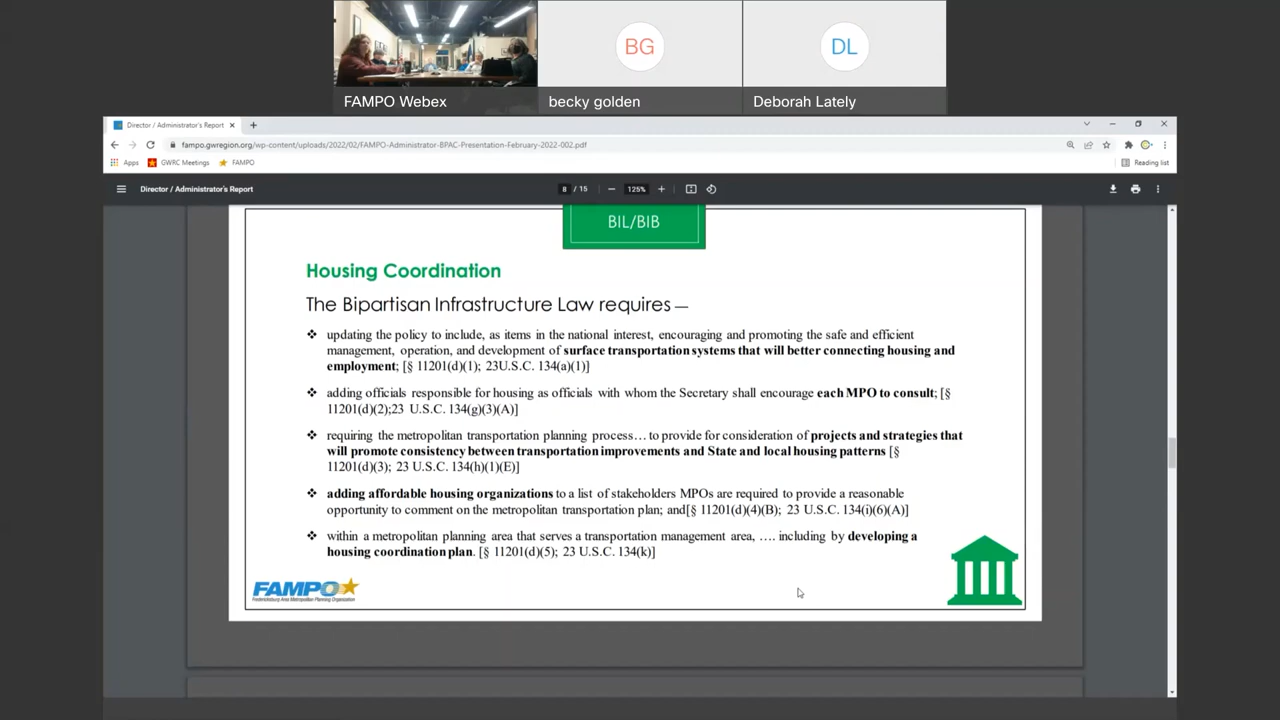 BG
DL
FAMPO Webex
becky golden
Deborah Lately
Director / Administrator's Report
fampo.gwregion.org/wp-content/uploads/2022/02/FAMPO-Administrator-BPAC-Presentation-February-2022-002.pdf
Apps
GWRC Meetings
FAMPO
Reading list
Director / Administrator's Report
8 / 15
125%
BIL/BIB
Housing Coordination
The Bipartisan Infrastructure Law requires —
updating the policy to include, as items in the national interest, encouraging and promoting the safe and efficient
management, operation, and development of surface transportation systems that will better connecting housing and
employment; [§ 11201(d)(1); 23U.S.C. 134(a)(1)]
adding officials responsible for housing as officials with whom the Secretary shall encourage each MPO to consult; [§
11201(d)(2);23 U.S.C. 134(g)(3)(A)]
requiring the metropolitan transportation planning process… to provide for consideration of projects and strategies that
will promote consistency between transportation improvements and State and local housing patterns [§
11201(d)(3; 23 U.S.C. 134(h)(1)(E)]
adding affordable housing organizations to a list of stakeholders MPOs are required to provide a reasonable
opportunity to comment on the metropolitan transportation plan; and[§ 11201(d)(4)(B); 23 U.S.C. 134(i)(6)(A)]
within a metropolitan planning area that serves a transportation management area, …. including by developing a
housing coordination plan. [§ 11201(d)(5); 23 U.S.C. 134(k)]
FAMPO
Fredericksburg Area Metropolitan Planning Organization